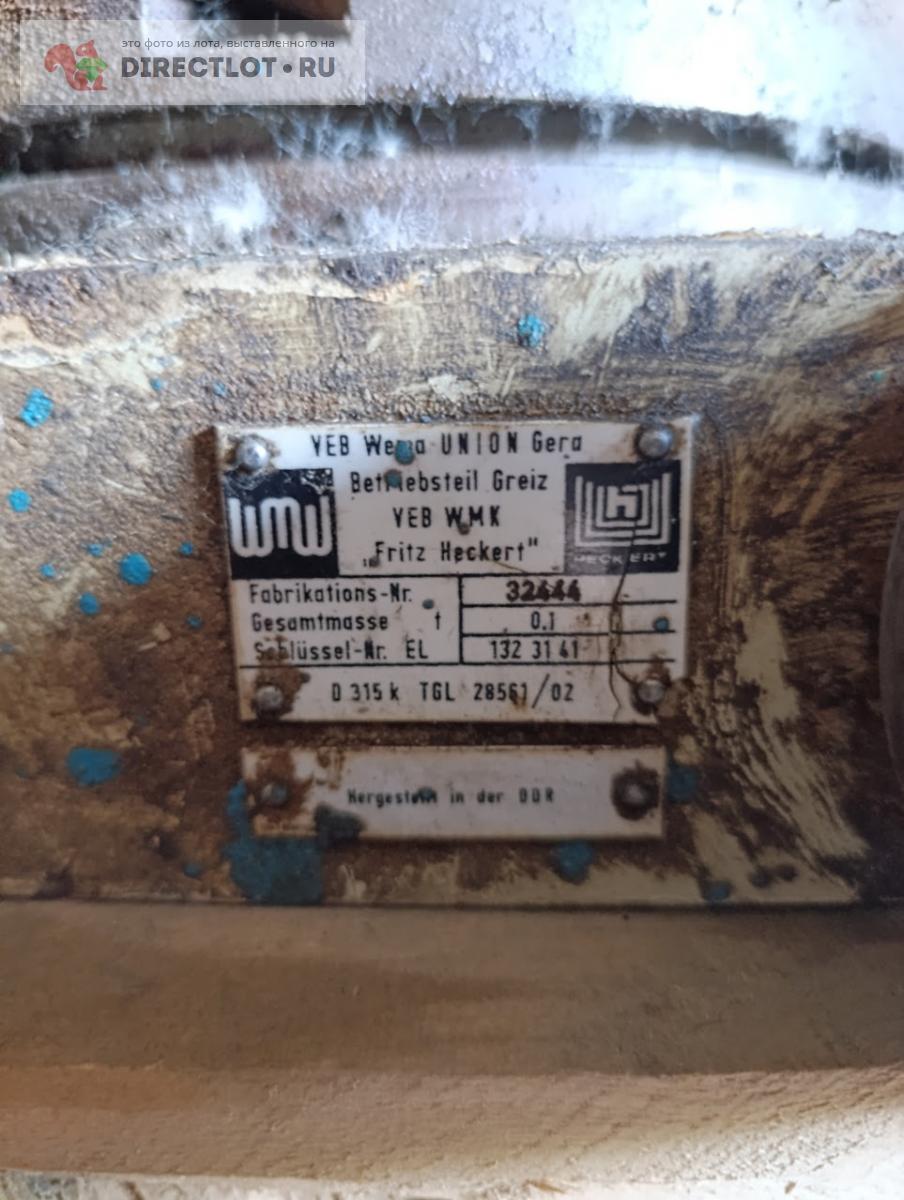 это фото из лота, выставленного на
DIRECTLOT.RU
VEB Wema UNION Gera
Betriebsteil Greiz
VEB WMK
„Fritz Heckert"
WMW
HECKERT
Fabrikations-Nr. 32444
Gesamtmasse t 0.1
Schlüssel-Nr. EL 132 31 41
D 315 k TGL 28561/02
Hergestellt in der DDR